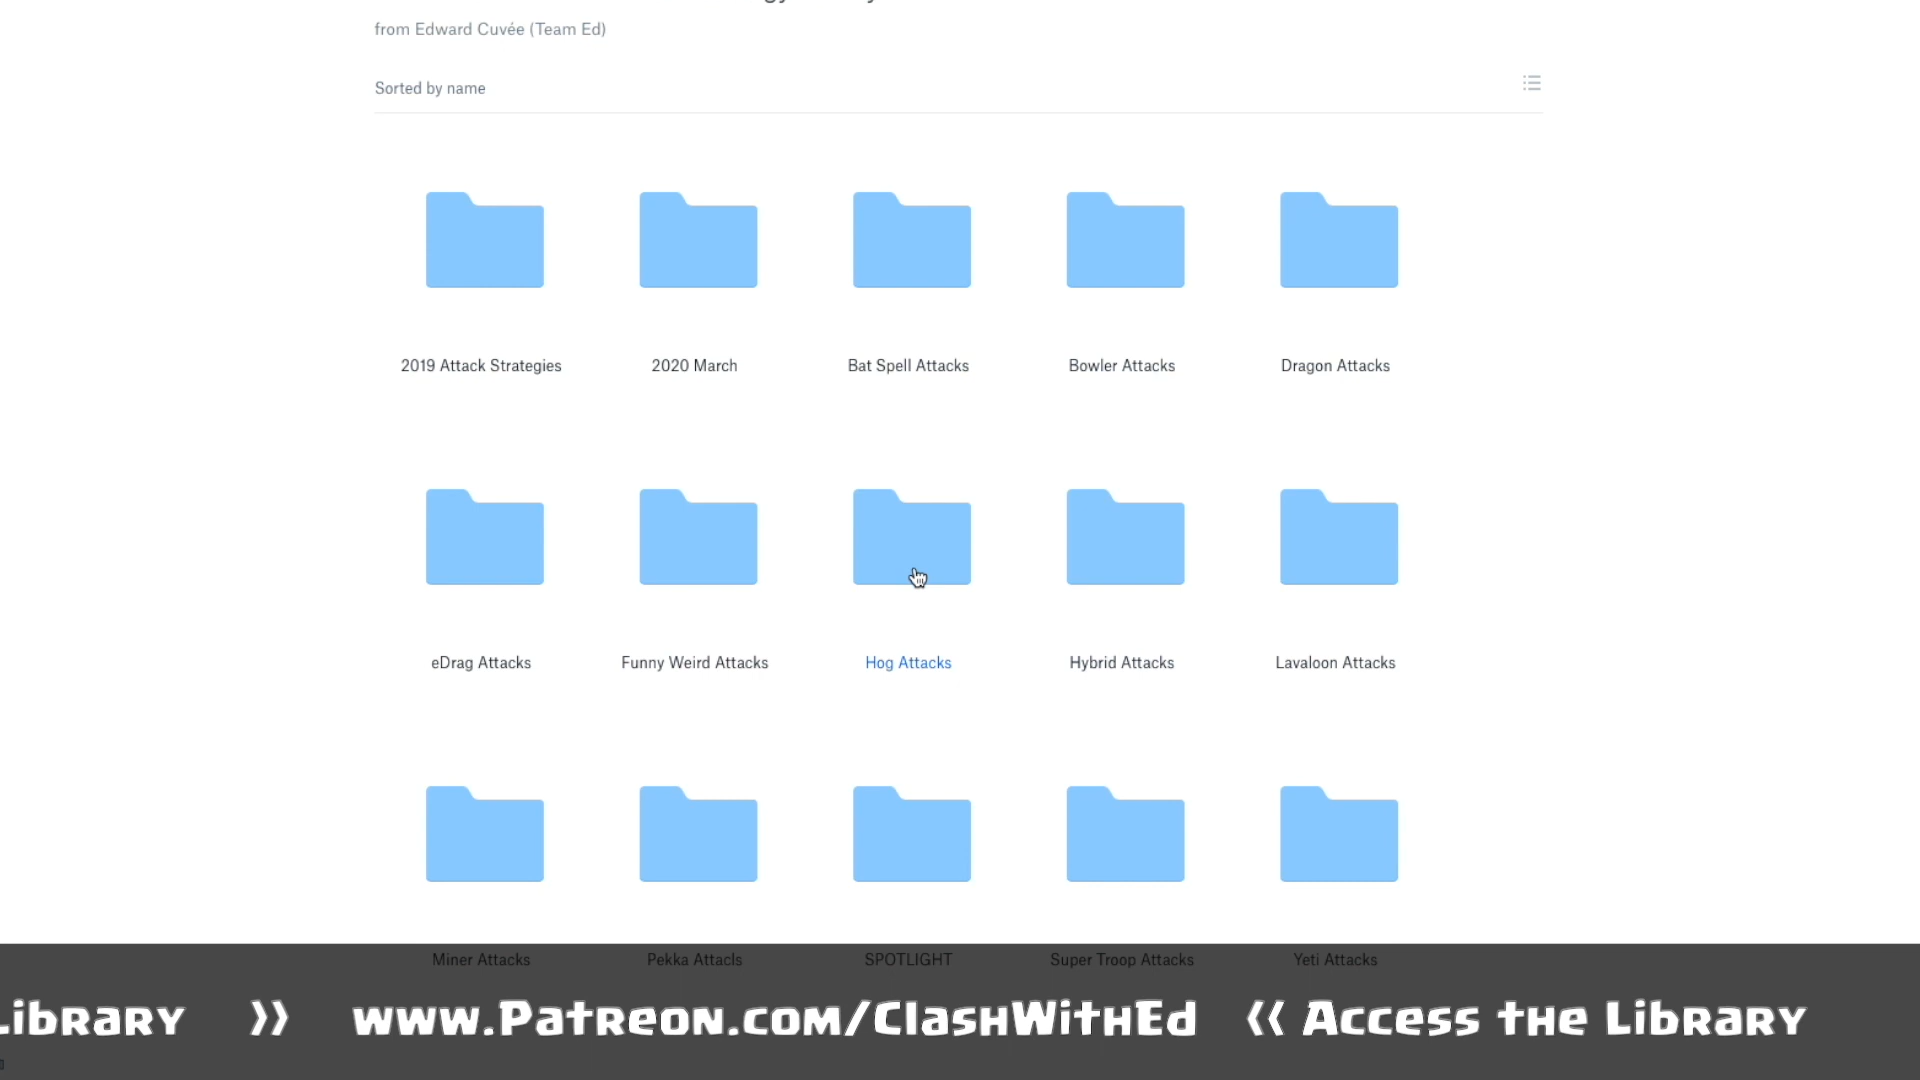 from Edward Cuvée (Team Ed)
Sorted by name
2019 Attack Strategies
2020 March
Bat Spell Attacks
Bowler Attacks
Dragon Attacks
eDrag Attacks
Funny Weird Attacks
Hog Attacks
Hybrid Attacks
Lavaloon Attacks
Miner Attacks
Pekka Attacls
SPOTLIGHT
Super Troop Attacks
Yeti Attacks
Library >> www.Patreon.com/ClashWithEd << Access the Library